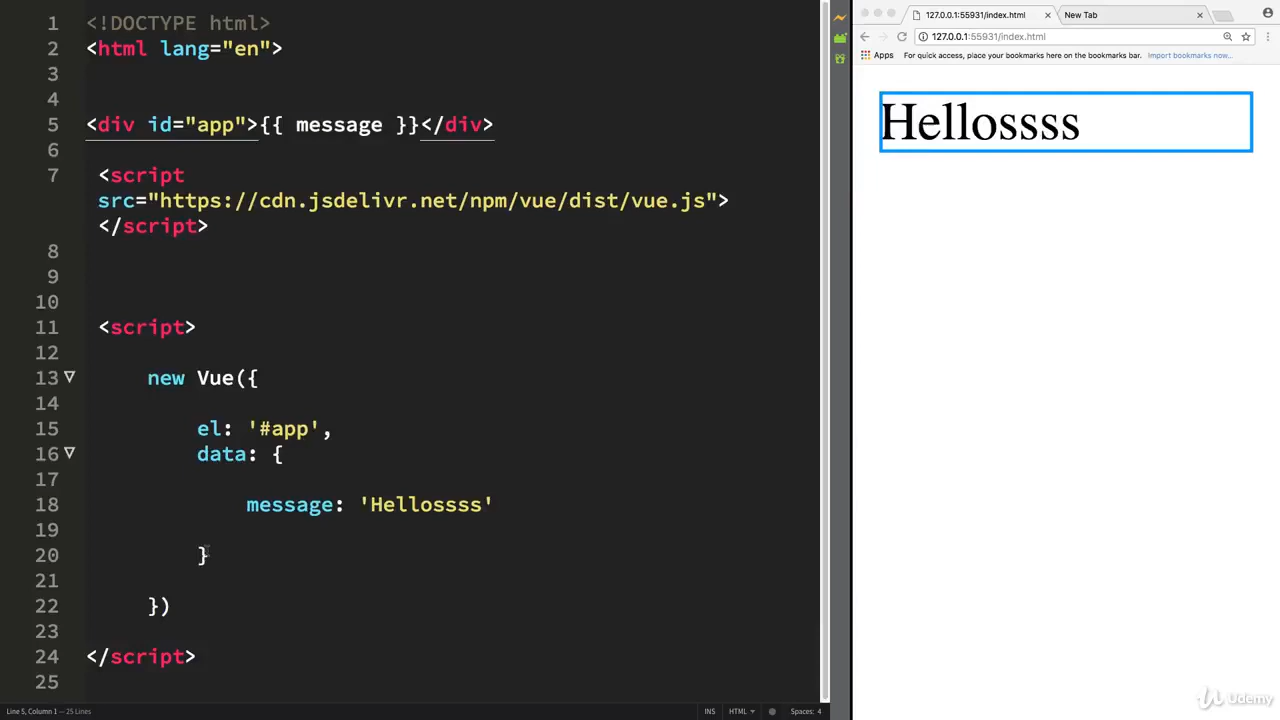 1 <!DOCTYPE html>
2 <html lang="en">
3
4
5 <div id="app">{{ message }}</div>
6
7 <script
src="https://cdn.jsdelivr.net/npm/vue/dist/vue.js">
</script>
8
9
10
11 <script>
12
13 new Vue({
14
15 el: '#app',
16 data: {
17
18 message: 'Hellossss'
19
20 }
21
22 })
23
24 </script>
25
Line 5, Column 1 — 25 Lines
INS HTML Spaces: 4
127.0.0.1:55931/index.html New Tab
127.0.0.1:55931/index.html
Apps For quick access, place your bookmarks here on the bookmarks bar. Import bookmarks now...
Hellossss
Udemy